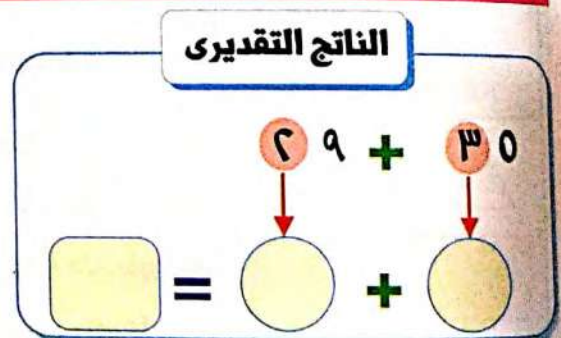 الناتج التقديرى
٣٥ + ٢٩
+ =